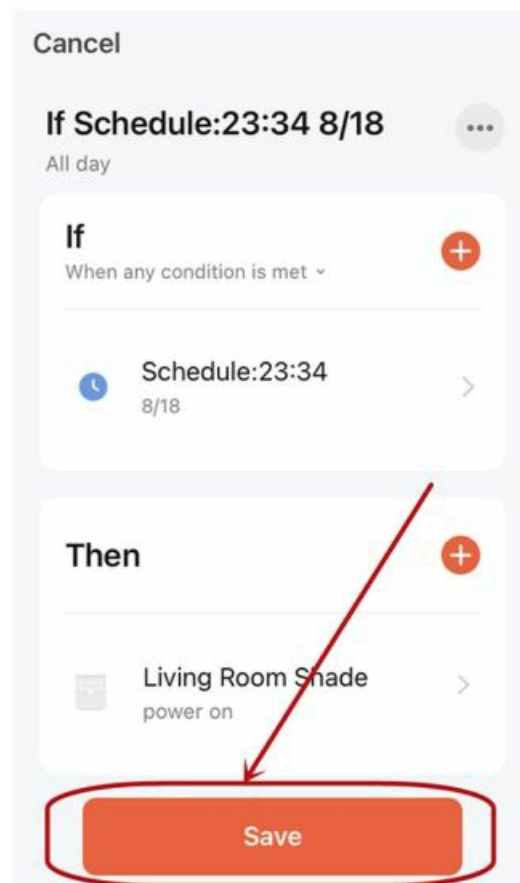 Cancel
If Schedule:23:34 8/18
All day
If
When any condition is met
Schedule:23:34
8/18
Then
Living Room Shade
power on
Save